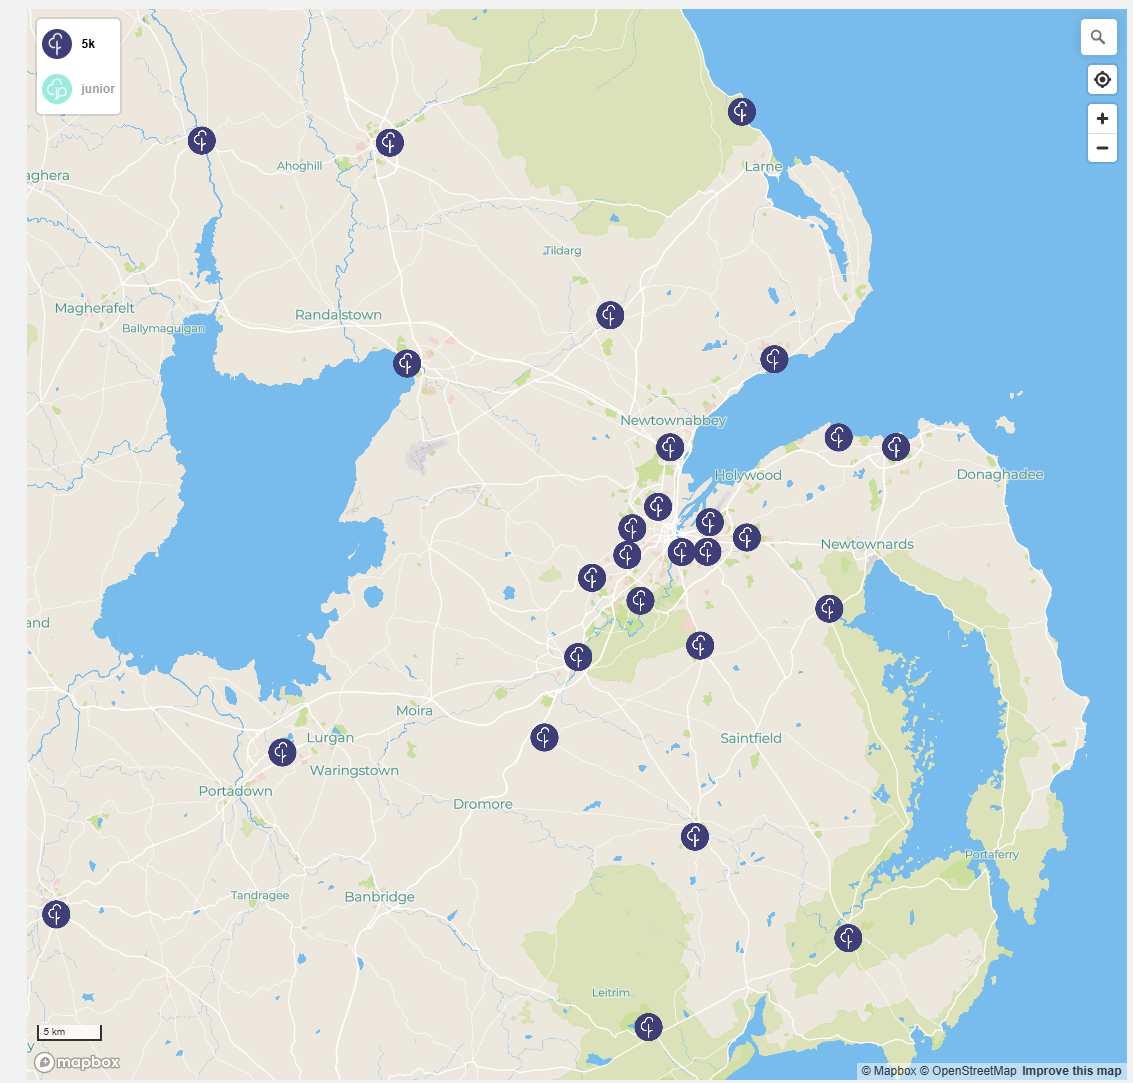 5k
junior
Larne
Ahoghill
aghera
Tildarg
Magherafelt
Randalstown
Ballymaguigan
Newtownabbey
Holywood
Donaghadee
Newtownards
and
Moira
Lurgan
Saintfield
Waringstown
Portadown
Dromore
Portaferry
Tandragee
Banbridge
Leitrim
5 km
y
mapbox
© Mapbox © OpenStreetMap Improve this map